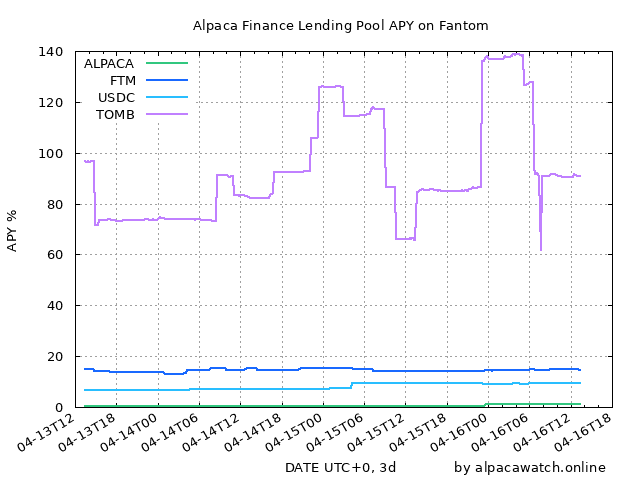 Alpaca Finance Lending Pool APY on Fantom
APY %
140
120
100
80
60
40
20
0
ALPACA
FTM
USDC
TOMB
04-13T12
04-13T18
04-14T00
04-14T06
04-14T12
04-14T18
04-15T00
04-15T06
04-15T12
04-15T18
04-16T00
04-16T06
04-16T12
04-16T18
DATE UTC+0, 3d
by alpacawatch.online